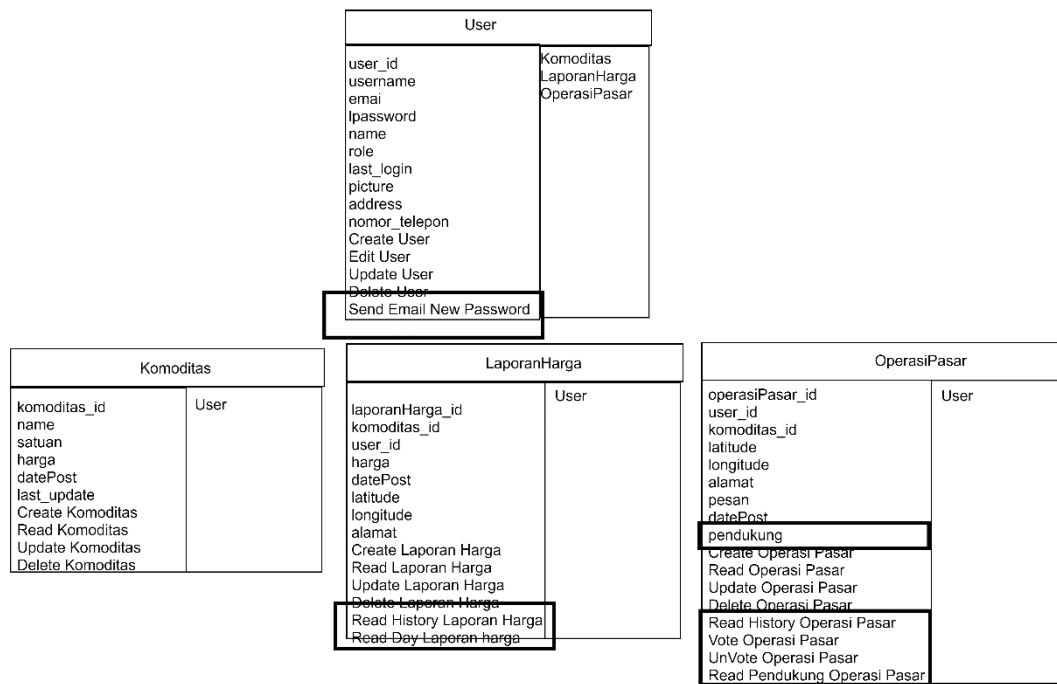 User
user_id
username
emai
lpassword
name
role
last_login
picture
address
nomor_telepon
Create User
Edit User
Update User
Delete User
Send Email New Password
Komoditas
LaporanHarga
OperasiPasar
Komoditas
komoditas_id
name
satuan
harga
datePost
last_update
Create Komoditas
Read Komoditas
Update Komoditas
Delete Komoditas
User
LaporanHarga
laporanHarga_id
komoditas_id
user_id
harga
datePost
latitude
longitude
alamat
Create Laporan Harga
Read Laporan Harga
Update Laporan Harga
Delete Laporan Harga
Read History Laporan Harga
Read Day Laporan harga
User
OperasiPasar
operasiPasar_id
user_id
komoditas_id
latitude
longitude
alamat
pesan
datePost
pendukung
Create Operasi Pasar
Read Operasi Pasar
Update Operasi Pasar
Delete Operasi Pasar
Read History Operasi Pasar
Vote Operasi Pasar
UnVote Operasi Pasar
Read Pendukung Operasi Pasar
User